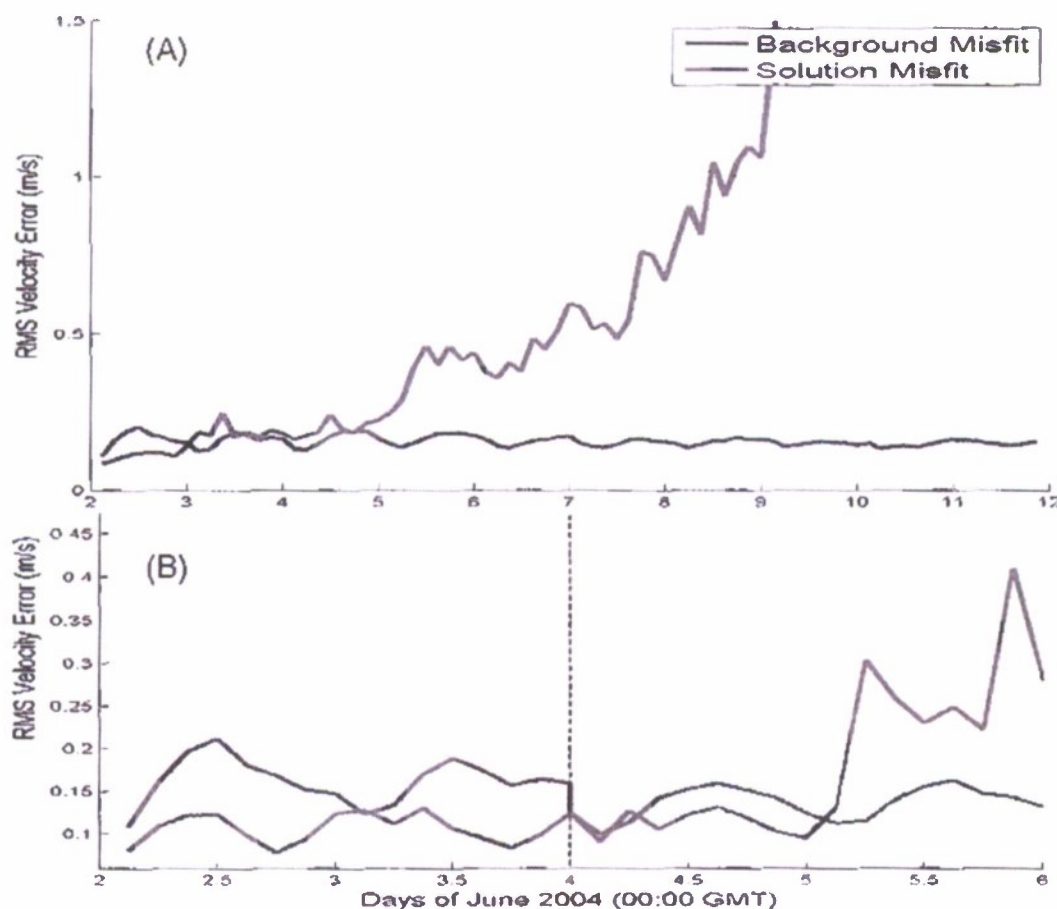 1.5
(A)
Background Misfit
Solution Misfit
RMS Velocity Error (m/s)
1
0.5
0
2 3 4 5 6 7 8 9 10 11 12
0.45
(B)
RMS Velocity Error (m/s)
0.4
0.35
0.3
0.25
0.2
0.15
0.1
2 2.5 3 3.5 4 4.5 5 5.5 6
Days of June 2004 (00:00 GMT)